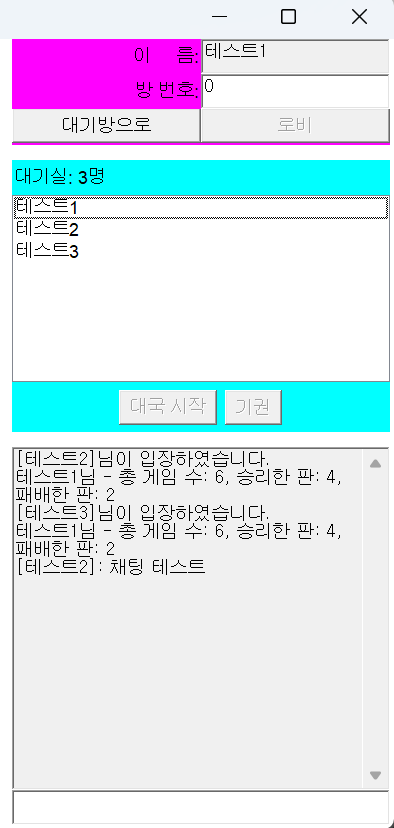 이 름: 테스트1
방 번호: 0
대기방으로 로비
대기실: 3명
테스트1
테스트2
테스트3
대국 시작 기권
[테스트2]님이 입장하였습니다.
테스트1님 - 총 게임 수: 6, 승리한 판: 4,
패배한 판: 2
[테스트3]님이 입장하였습니다.
테스트1님 - 총 게임 수: 6, 승리한 판: 4,
패배한 판: 2
[테스트2]: 채팅 테스트